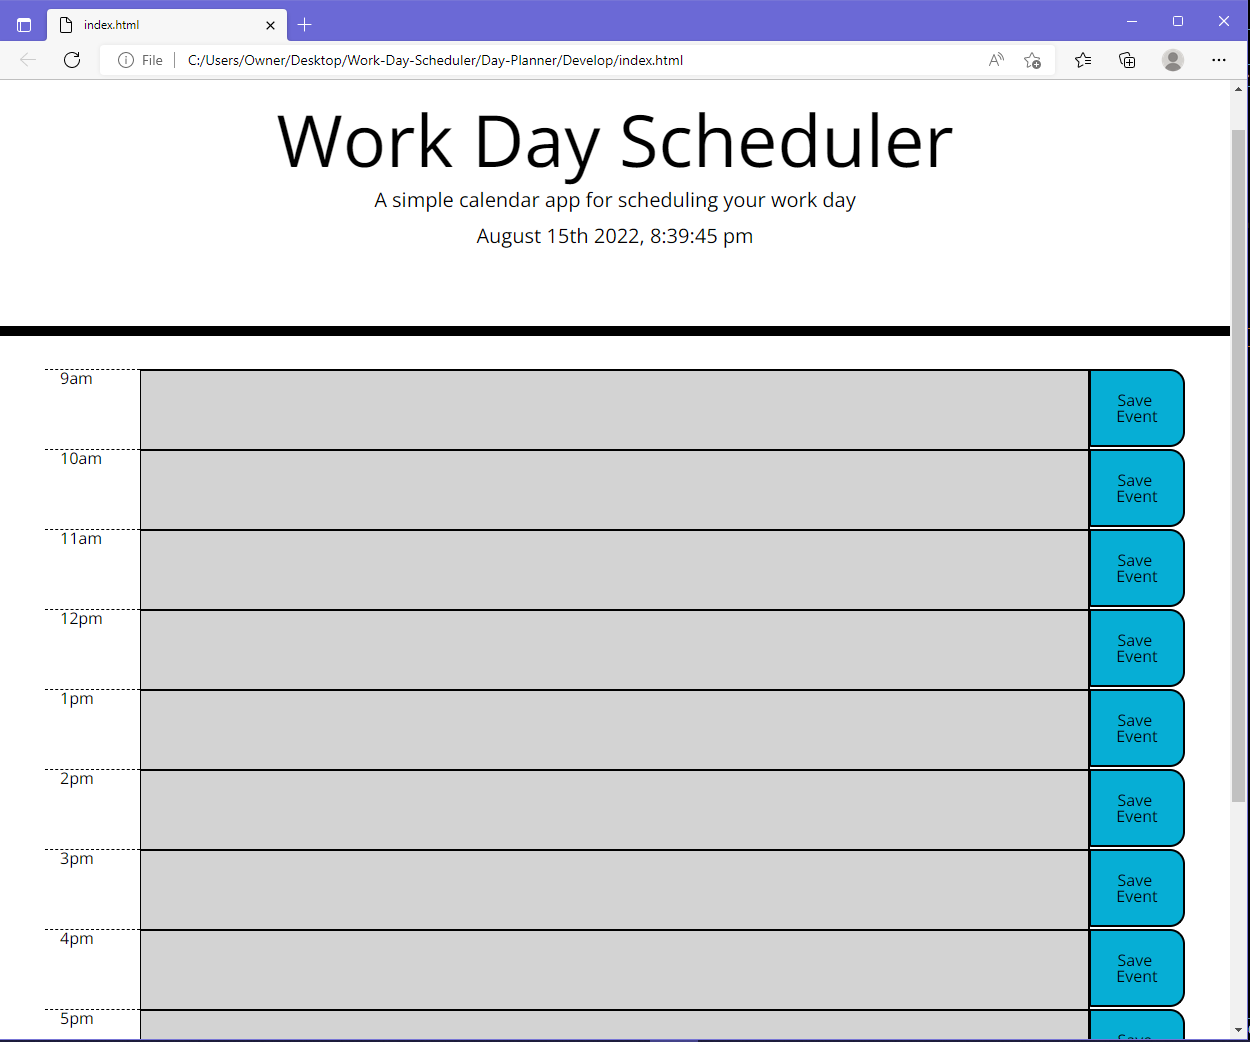 index.html
File
C:/Users/Owner/Desktop/Work-Day-Scheduler/Day-Planner/Develop/index.html
Work Day Scheduler
A simple calendar app for scheduling your work day
August 15th 2022, 8:39:45 pm
9am
Save
Event
10am
Save
Event
11am
Save
Event
12pm
Save
Event
1pm
Save
Event
2pm
Save
Event
3pm
Save
Event
4pm
Save
Event
5pm
Save